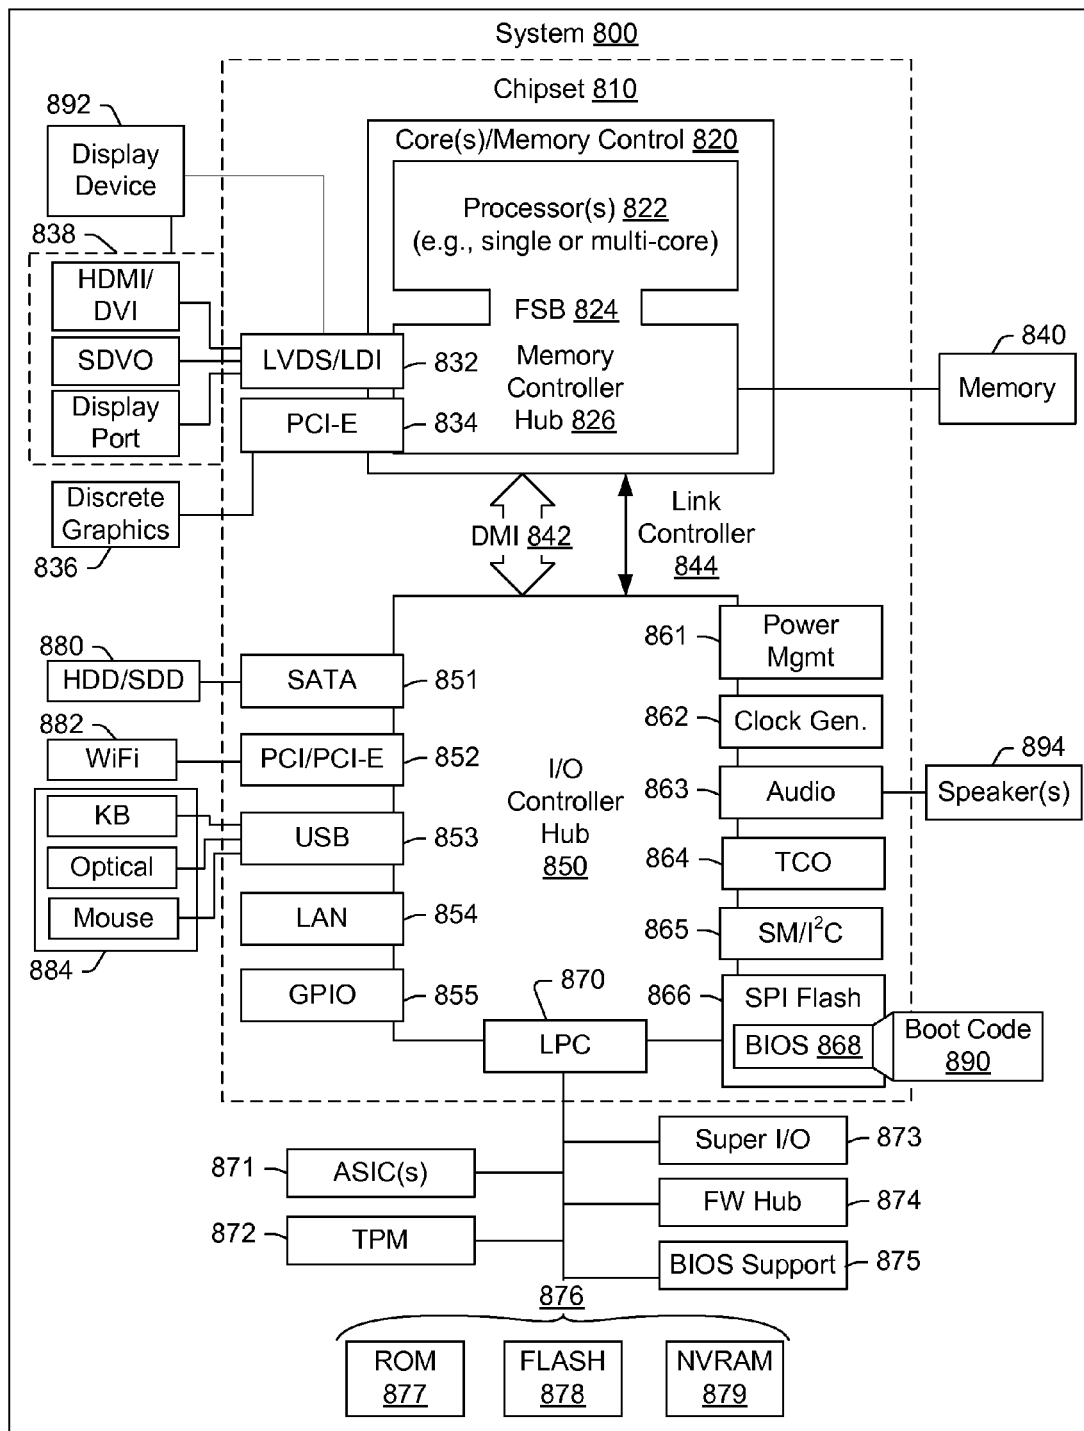 System 800
Chipset 810
892
Display
Device
Core(s)/Memory Control 820
Processor(s) 822
(e.g., single or multi-core)
838
HDMI/
DVI
SDVO
Display
Port
FSB 824
LVDS/LDI
832
PCI-E
834
Memory
Controller
Hub 826
840
Memory
Discrete
Graphics
836
DMI 842
Link
Controller
844
880
HDD/SDD
SATA
851
882
WiFi
PCI/PCI-E
852
KB
Optical
Mouse
884
USB
853
LAN
854
GPIO
855
I/O
Controller
Hub
850
861
Power
Mgmt
862
Clock Gen.
863
Audio
894
Speaker(s)
864
TCO
865
SM/I²C
866
SPI Flash
BIOS 868
Boot Code
890
870
LPC
871
ASIC(s)
872
TPM
Super I/O
873
FW Hub
874
BIOS Support
875
876
ROM
877
FLASH
878
NVRAM
879